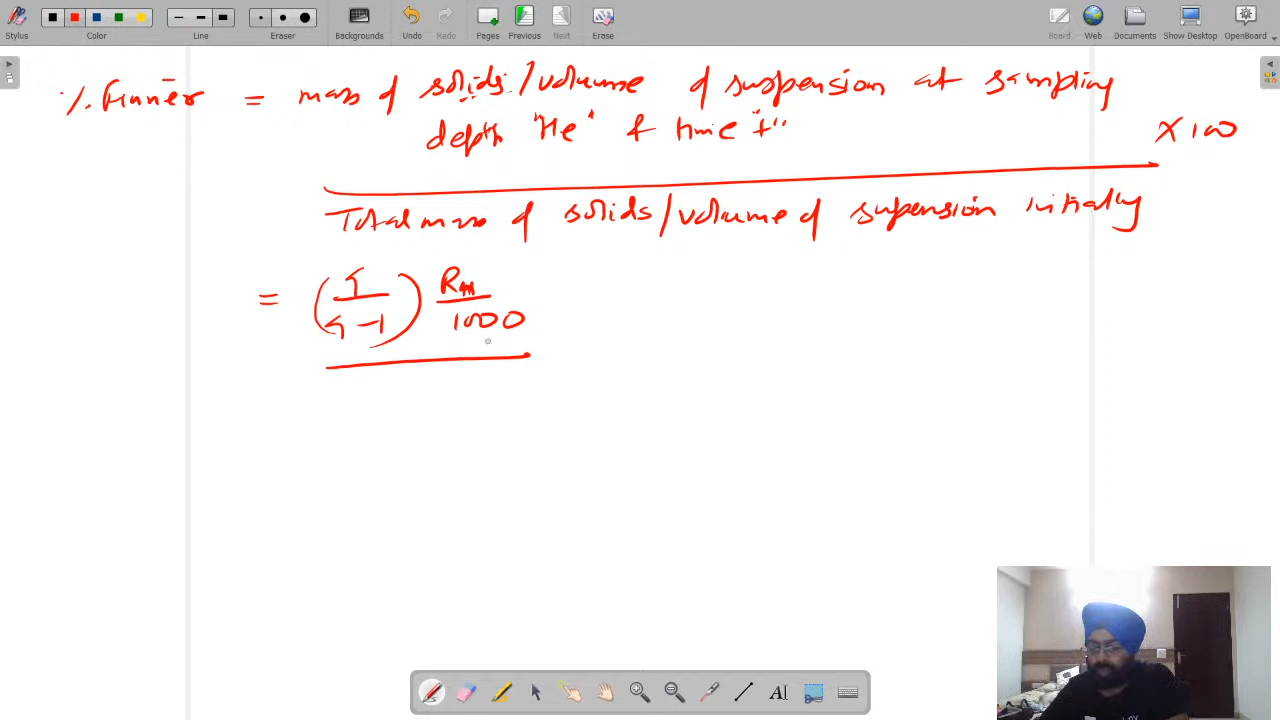 Stylus Color Line Eraser Backgrounds Undo Redo Pages Previous Next Erase Board Web Documents Show Desktop OpenBoard
% Finner = mass of solids/volume of suspension at sampling
depth "He" & time "t" × 100
Total mass of solids/volume of supension initially
= (G / G-1) RH / 1000